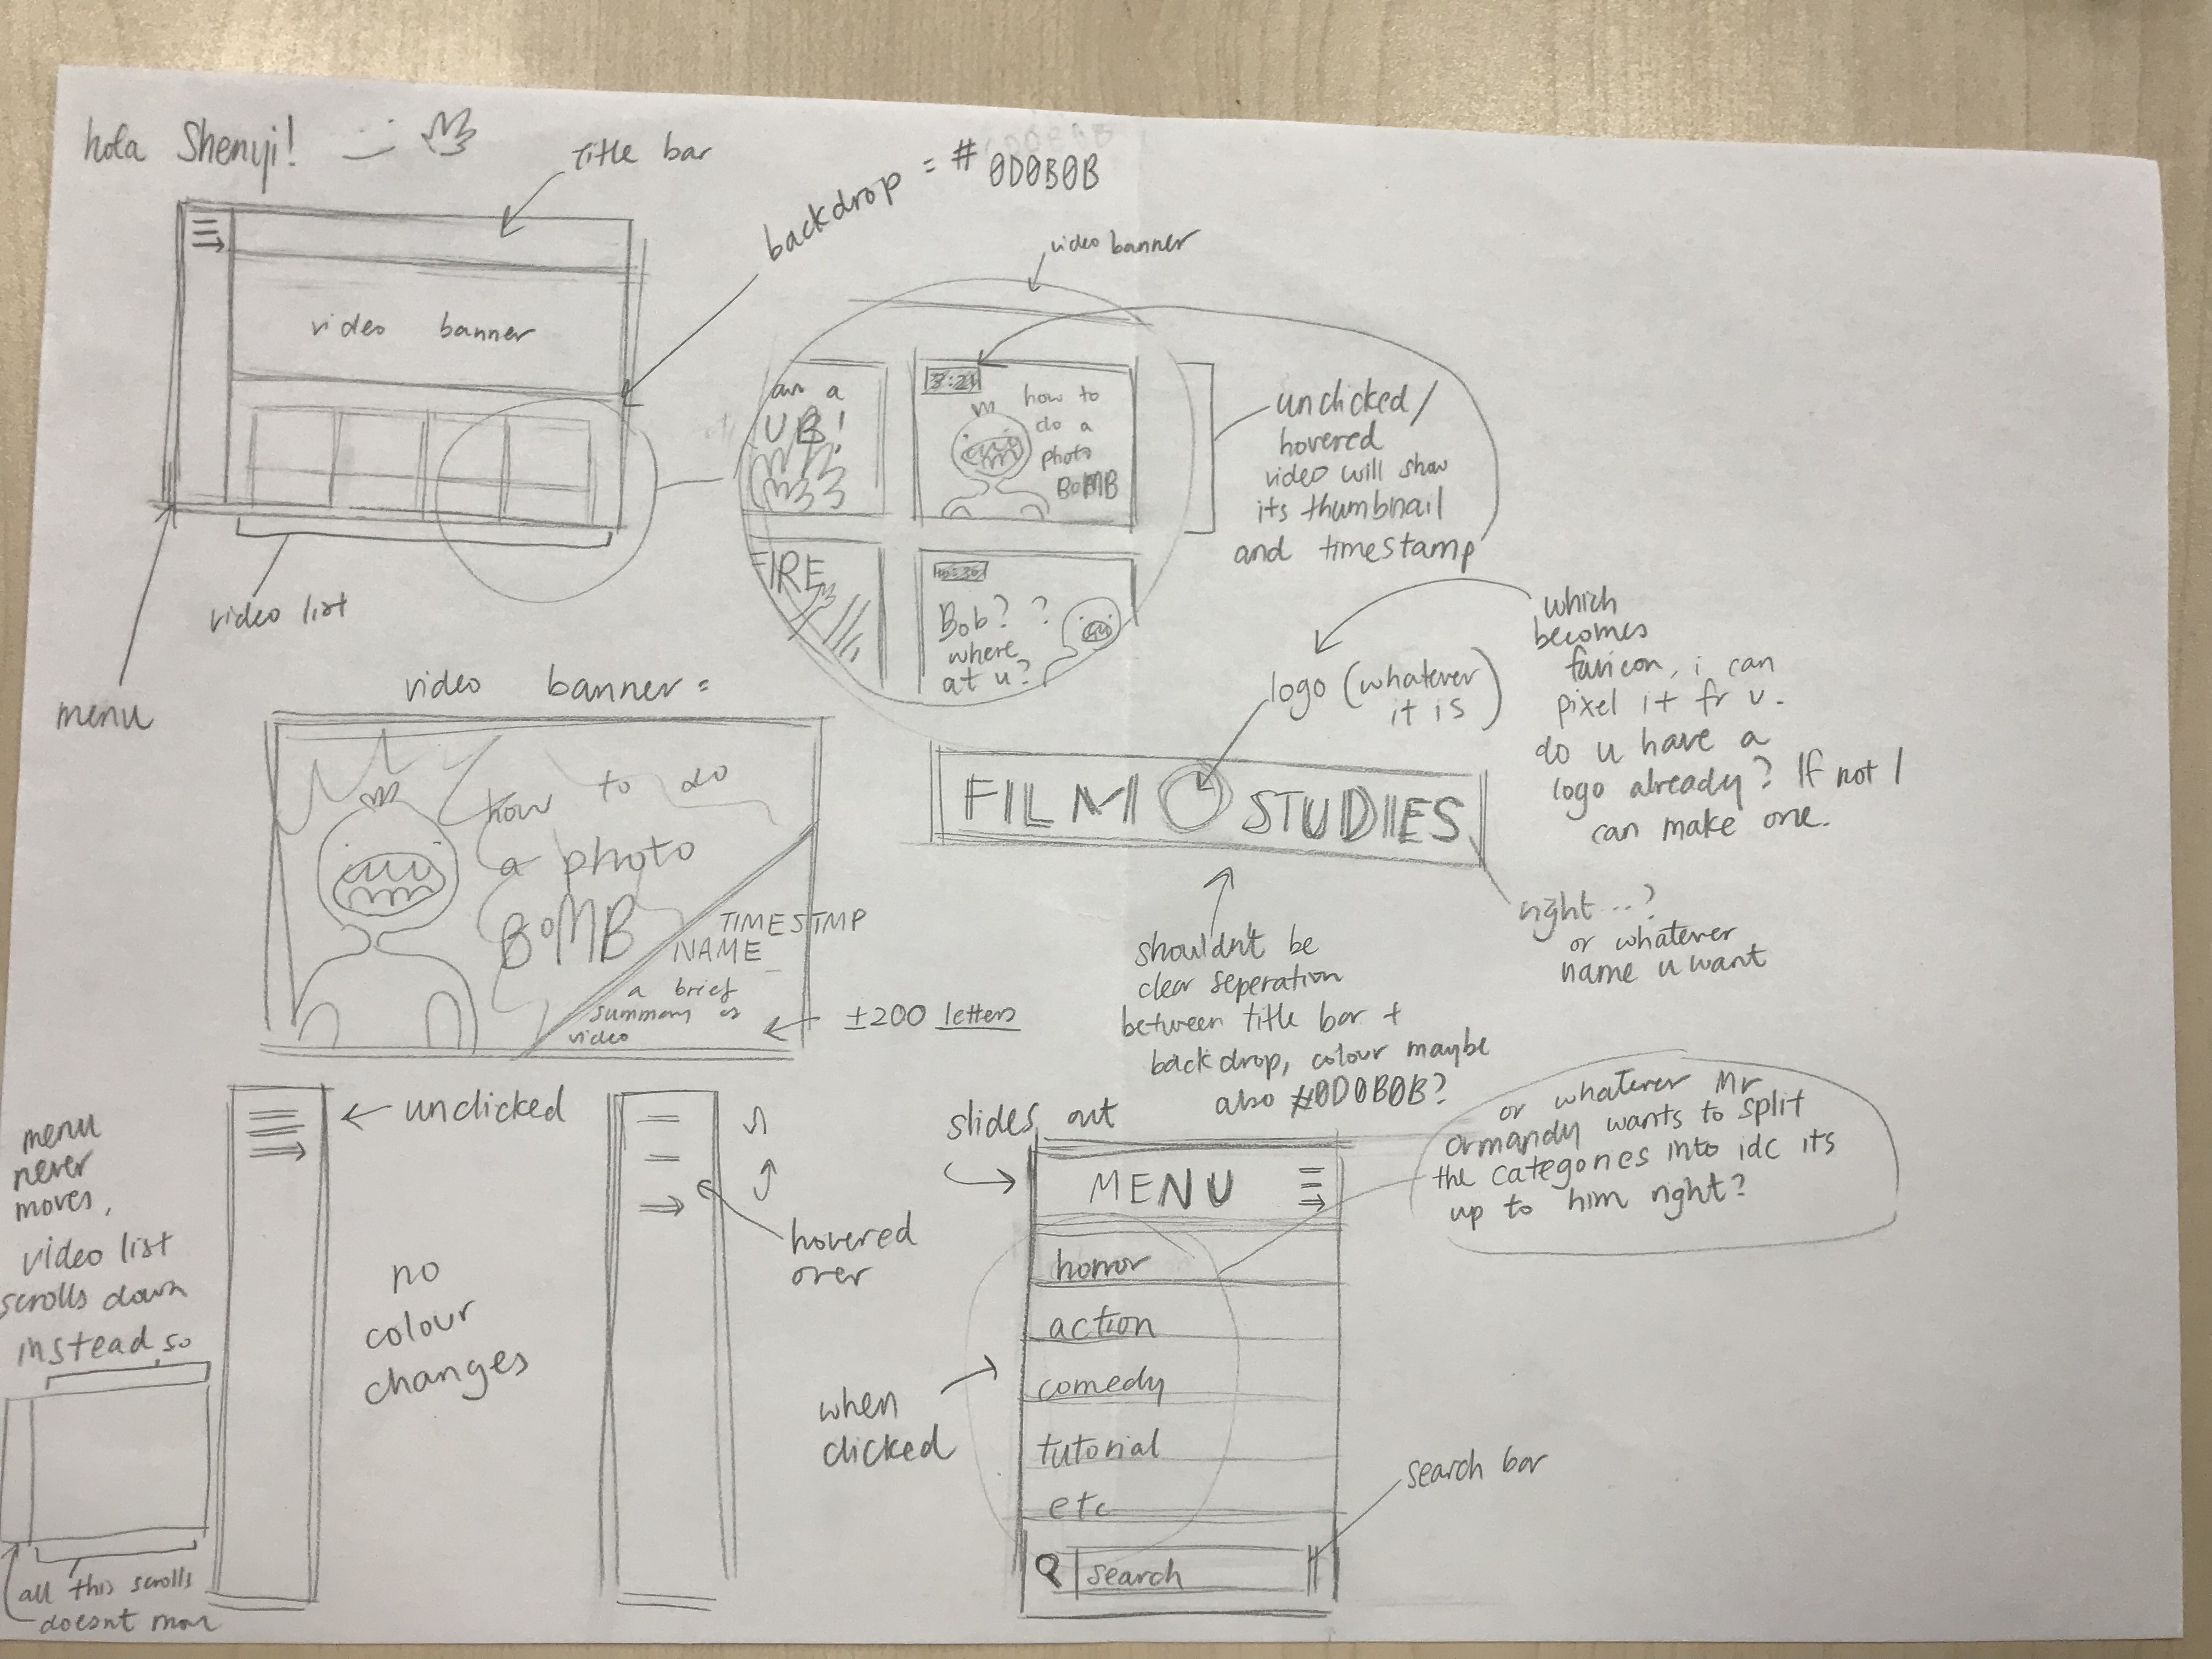 hola Shenyi!
title bar
backdrop = # 0D0B0B
video banner
video list
menu
video banner
an a
UB!
3:21
how to
do a
photo
BOMB
FIRE
Bob? ?
where
at u?
unclicked/
hovered
video will show
its thumbnail
and timestamp
logo (whatever
it is)
which
becomes
favicon, i can
pixel it fr u.
do u have a
logo already? If not I
can make one.
FILM STUDIES
right ..?
or whatever
name u want
shouldn't be
clear seperation
between title bar +
backdrop, colour maybe
also #0D0B0B?
video banner =
how to do
a photo
BOMB
TIMESTMP
NAME
a brief
summary of
video
±200 letters
menu
never
moves,
video list
scrolls down
instead, so
all this scrolls
doesnt move
unclicked
no
colour
changes
hovered
over
slides out
when
clicked
MENU
horror
action
comedy
tutorial
etc
search
search bar
or whatever Mr
Ormandy wants to split
the categories into idc its
up to him right?